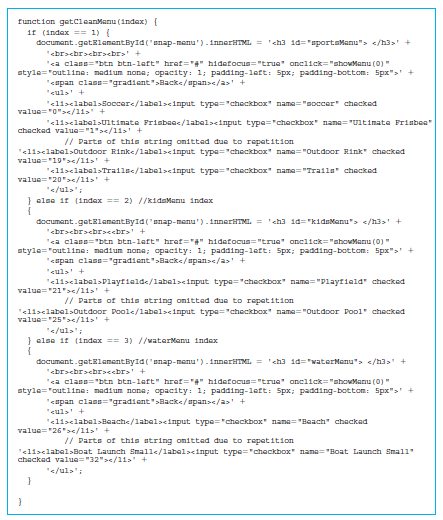 function getCleanMenu(index) {
if (index == 1) {
document.getElementById('snap-menu').innerHTML = '<h3 id="sportsMenu"> </h3>' +
'<br><br><br><br>' +
'<a class="btn btn-left" href="#" hidefocus="true" onclick="showMenu(0)"
style="outline: medium none; opacity: 1; padding-left: 5px; padding-bottom: 5px">' +
'<span class="gradient">Back</span></a>' +
'<ul>' +
'<li><label>Soccer</label><input type="checkbox" name="soccer" checked
value="0"></li>' +
'<li><label>Ultimate Frisbee</label><input type="checkbox" name="Ultimate Frisbee"
checked value="1"></li>' +
// Parts of this string omitted due to repetition
'<li><label>Outdoor Rink</label><input type="checkbox" name="Outdoor Rink" checked
value="19"></li>' +
'<li><label>Trails</label><input type="checkbox" name="Trails" checked
value="20"></li>' +
'</ul>';
} else if (index == 2) //kidsMenu index
{
document.getElementById('snap-menu').innerHTML = '<h3 id="kidsMenu"> </h3>' +
'<br><br><br><br>' +
'<a class="btn btn-left" href="#" hidefocus="true" onclick="showMenu(0)"
style="outline: medium none; opacity: 1; padding-left: 5px; padding-bottom: 5px">' +
'<span class="gradient">Back</span></a>' +
'<ul>' +
'<li><label>Playfield</label><input type="checkbox" name="Playfield" checked
value="21"></li>' +
// Parts of this string omitted due to repetition
'<li><label>Outdoor Pool</label><input type="checkbox" name="Outdoor Pool" checked
value="25"></li>' +
'</ul>';
} else if (index == 3) //waterMenu index
{
document.getElementById('snap-menu').innerHTML = '<h3 id="waterMenu"> </h3>' +
'<br><br><br><br>' +
'<a class="btn btn-left" href="#" hidefocus="true" onclick="showMenu(0)"
style="outline: medium none; opacity: 1; padding-left: 5px; padding-bottom: 5px">' +
'<span class="gradient">Back</span></a>' +
'<ul>' +
'<li><label>Beach</label><input type="checkbox" name="Beach" checked
value="26"></li>' +
// Parts of this string omitted due to repetition
'<li><label>Boat Launch Small</label><input type="checkbox" name="Boat Launch Small"
checked value="32"></li>' +
'</ul>';
}
}